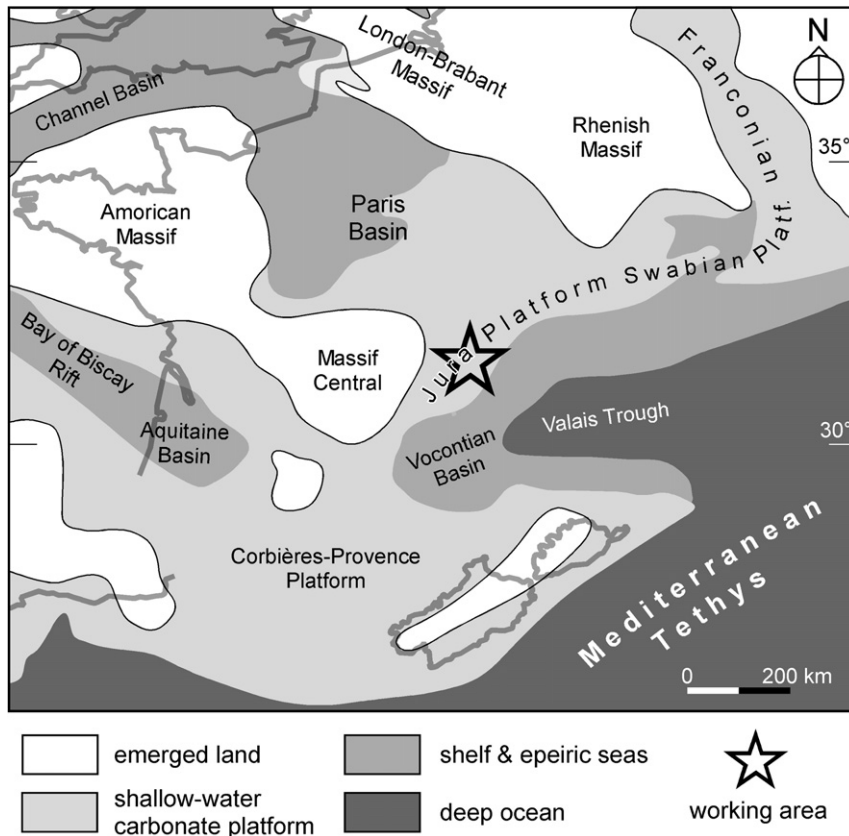 London-Brabant
Massif
Franconian Platf.
N
Channel Basin
Rhenish
Massif
35°
Amorican
Massif
Paris
Basin
Jura Platform Swabian
Bay of Biscay
Rift
Massif
Central
Valais Trough
30°
Aquitaine
Basin
Vocontian
Basin
Corbières-Provence
Platform
Mediterranean
Tethys
0 200 km
emerged land
shelf & epeiric seas
shallow-water
carbonate platform
deep ocean
working area